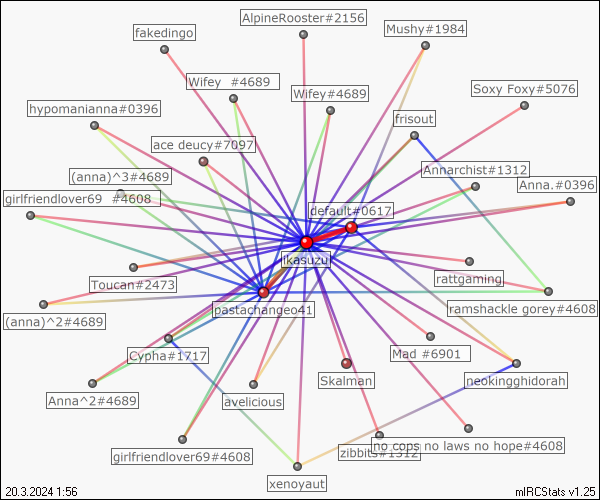 AlpineRooster#2156
Mushy#1984
fakedingo
Wifey  #4689
Soxy Foxy#5076
Wifey#4689
hypomanianna#0396
frisout
ace deucy#7097
(anna)^3#4689
Annarchist#1312
Anna.#0396
girlfriendlover69  #4608
default#0617
ikasuzu
Toucan#2473
rattgaming
pastachangeo41
ramshackle gorey#4608
(anna)^2#4689
Cypha#1717
Mad #6901
Skalman
neokingghidorah
Anna^2#4689
avelicious
no cops no laws no hope#4608
girlfriendlover69#4608
zibbits#1312
xenoyaut
20.3.2024 1:56
mIRCStats v1.25